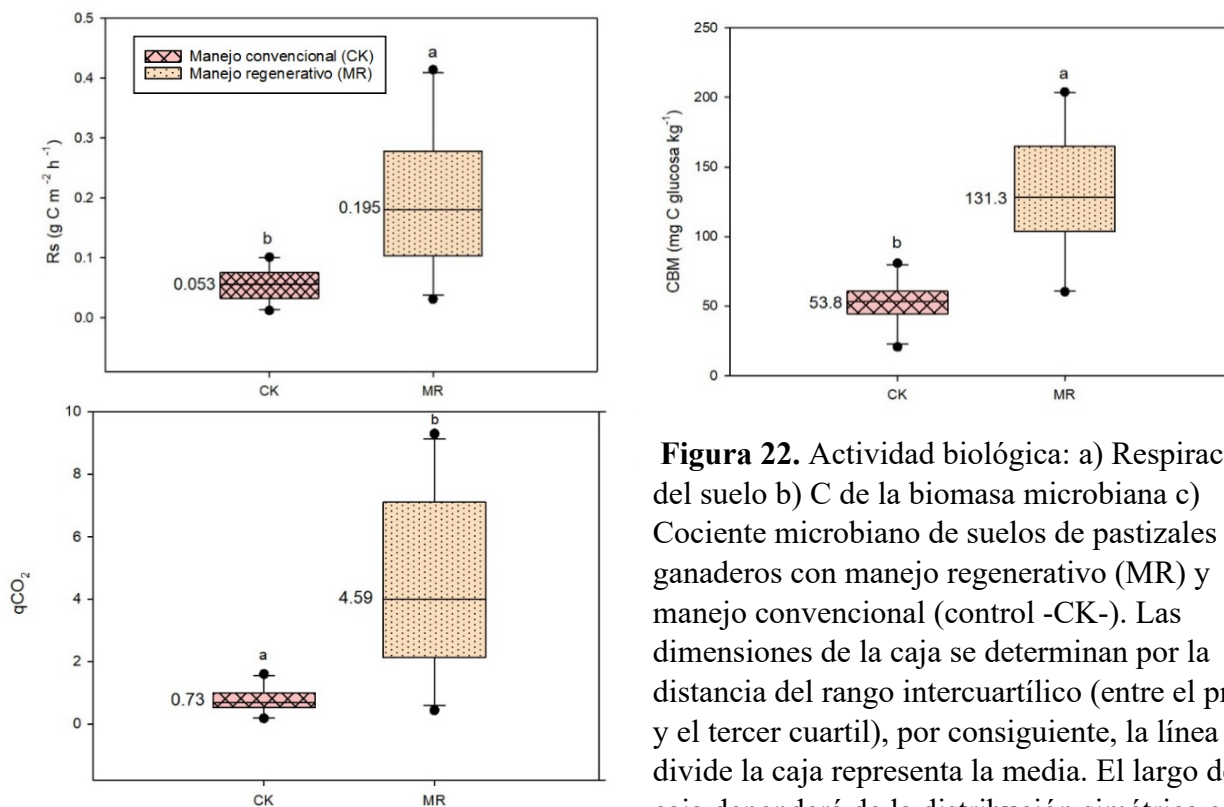 0.5
0.4
0.3
0.2
0.1
0.0
Rs (g C m⁻² h⁻¹)
Manejo convencional (CK)
Manejo regenerativo (MR)
b
a
0.053
0.195
CK
MR
250
200
150
100
50
0
CBM (mg C glucosa kg⁻¹)
b
a
53.8
131.3
CK
MR
10
8
6
4
2
0
qCO₂
a
b
0.73
4.59
CK
MR
Figura 22. Actividad biológica: a) Respirac
del suelo b) C de la biomasa microbiana c)
Cociente microbiano de suelos de pastizales
ganaderos con manejo regenerativo (MR) y
manejo convencional (control -CK-). Las
dimensiones de la caja se determinan por la
distancia del rango intercuartílico (entre el pr
y el tercer cuartil), por consiguiente, la línea
divide la caja representa la media. El largo de
caja dependerá de la distribución simétrica